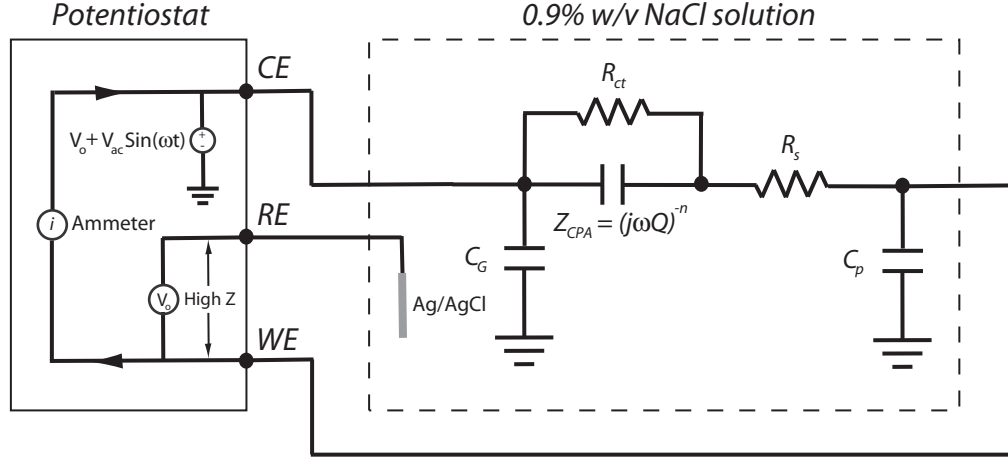 Potentiostat
0.9% w/v NaCl solution
CE
R_ct
V_o + V_ac Sin(ωt)
+
-
R_s
i Ammeter
RE
Z_CPA = (jωQ)^-n
C_G
C_p
V_o High Z
Ag/AgCl
WE